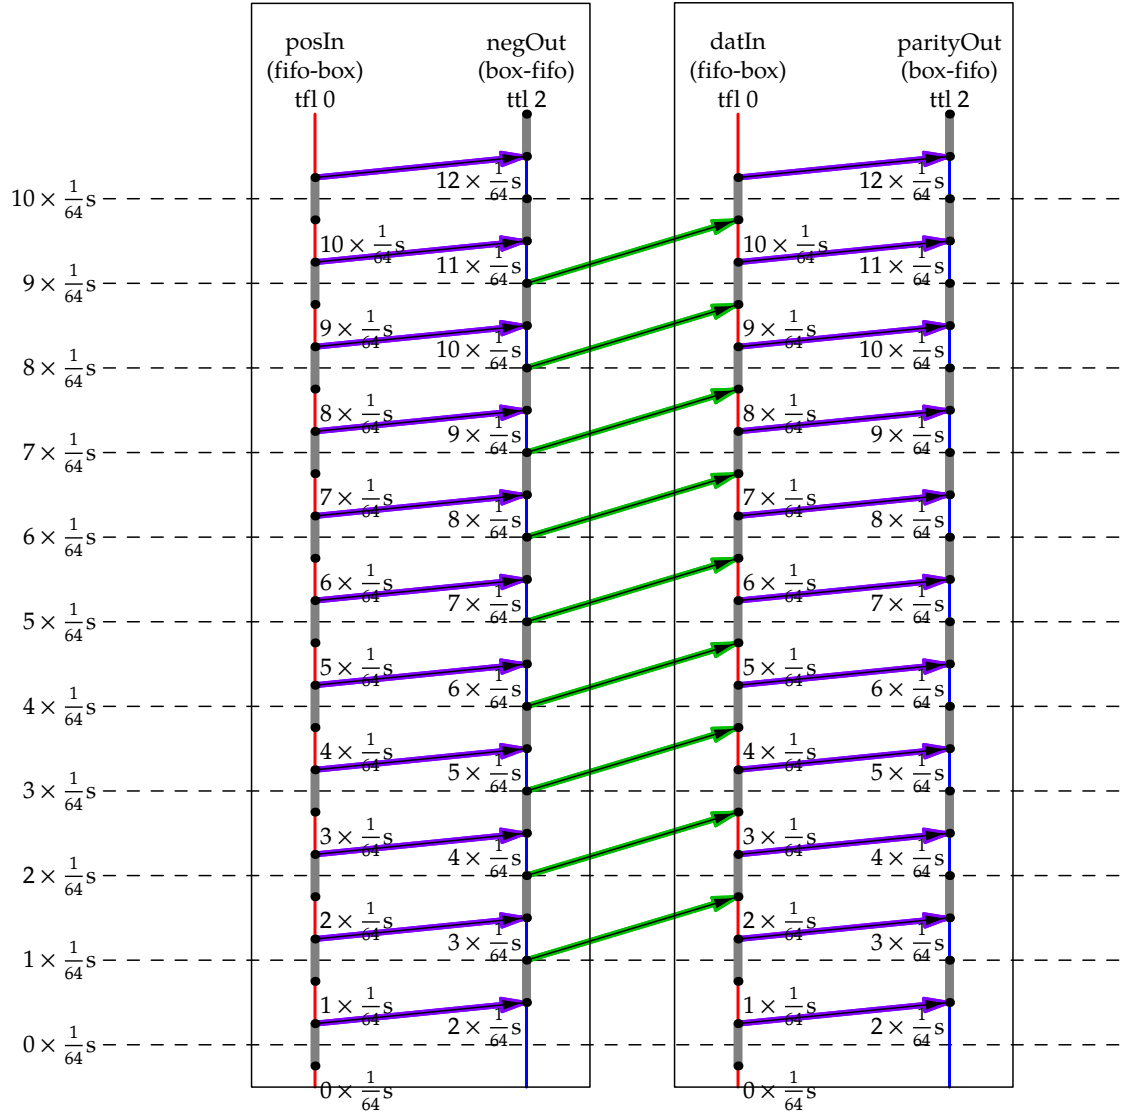 posIn negOut datIn parityOut
(fifo-box) (box-fifo) (fifo-box) (box-fifo)
tfl 0 ttl 2 tfl 0 ttl 2
12 × 1/64 s 12 × 1/64 s
10 × 1/64 s
10 × 1/64 s 11 × 1/64 s 10 × 1/64 s 11 × 1/64 s
9 × 1/64 s
9 × 1/64 s 10 × 1/64 s 9 × 1/64 s 10 × 1/64 s
8 × 1/64 s
8 × 1/64 s 9 × 1/64 s 8 × 1/64 s 9 × 1/64 s
7 × 1/64 s
7 × 1/64 s 8 × 1/64 s 7 × 1/64 s 8 × 1/64 s
6 × 1/64 s
6 × 1/64 s 7 × 1/64 s 6 × 1/64 s 7 × 1/64 s
5 × 1/64 s
5 × 1/64 s 6 × 1/64 s 5 × 1/64 s 6 × 1/64 s
4 × 1/64 s
4 × 1/64 s 5 × 1/64 s 4 × 1/64 s 5 × 1/64 s
3 × 1/64 s
3 × 1/64 s 4 × 1/64 s 3 × 1/64 s 4 × 1/64 s
2 × 1/64 s
2 × 1/64 s 3 × 1/64 s 2 × 1/64 s 3 × 1/64 s
1 × 1/64 s
1 × 1/64 s 2 × 1/64 s 1 × 1/64 s 2 × 1/64 s
0 × 1/64 s
0 × 1/64 s 0 × 1/64 s